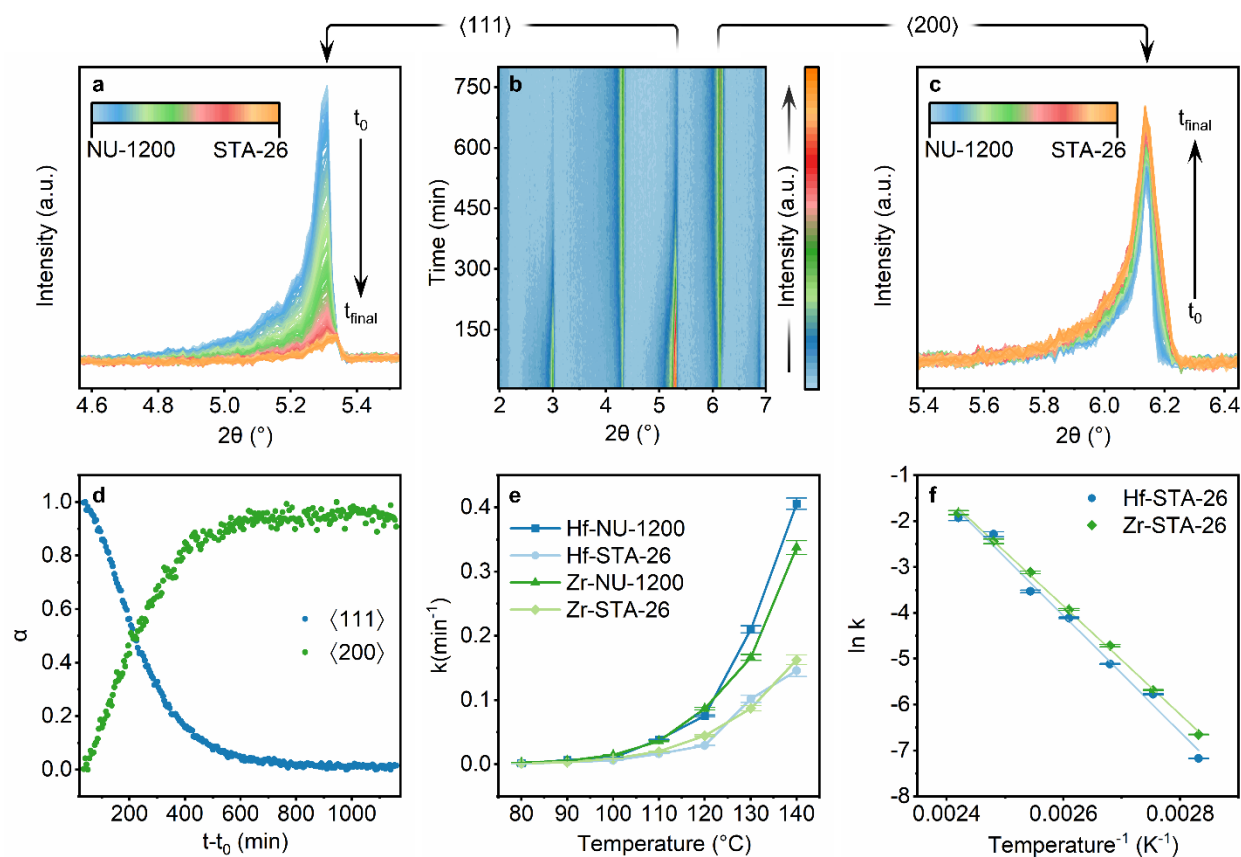 ⟨111⟩
⟨200⟩
a
NU-1200 STA-26
t0
tfinal
Intensity (a.u.)
4.6 4.8 5.0 5.2 5.4
2θ (°)
b
Time (min)
750
600
450
300
150
2 3 4 5 6 7
2θ (°)
Intensity (a.u.)
c
NU-1200 STA-26
tfinal
t0
Intensity (a.u.)
5.4 5.6 5.8 6.0 6.2 6.4
2θ (°)
d
α
1.0
0.8
0.6
0.4
0.2
0.0
⟨111⟩
⟨200⟩
200 400 600 800 1000
t-t0 (min)
e
k(min-1)
0.4
0.3
0.2
0.1
0.0
Hf-NU-1200
Hf-STA-26
Zr-NU-1200
Zr-STA-26
80 90 100 110 120 130 140
Temperature (°C)
f
ln k
-1
-2
-3
-4
-5
-6
-7
-8
Hf-STA-26
Zr-STA-26
0.0024 0.0026 0.0028
Temperature-1 (K-1)